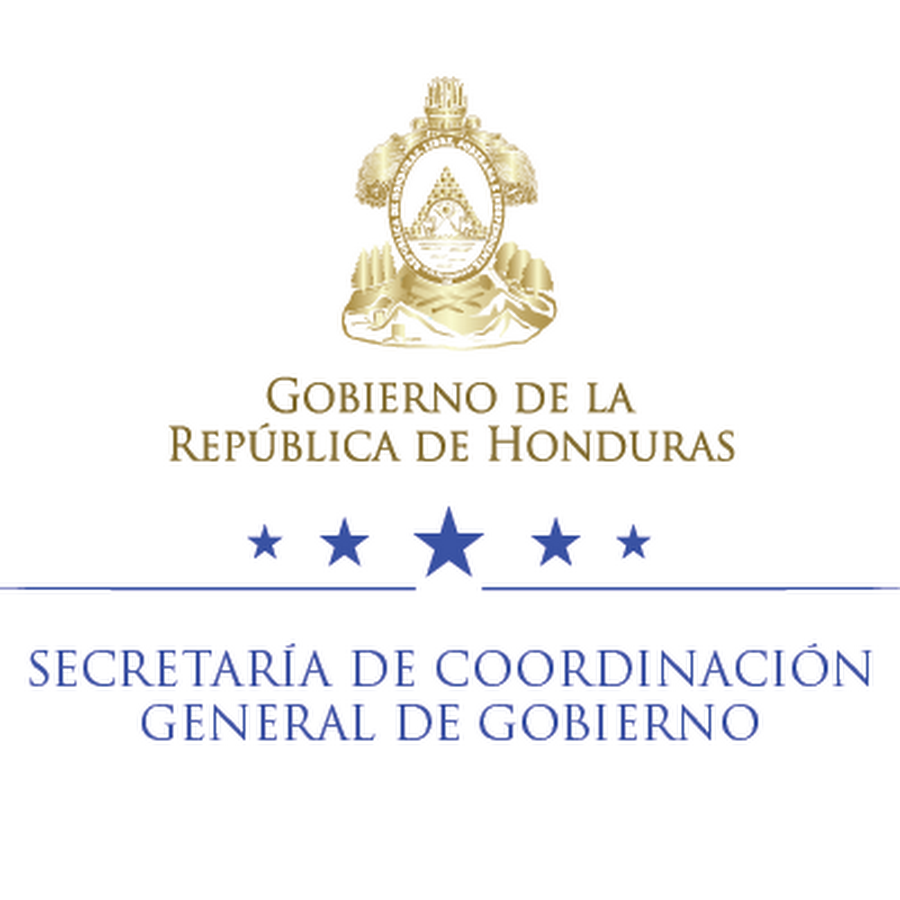 GOBIERNO DE LA
REPÚBLICA DE HONDURAS
SECRETARÍA DE COORDINACIÓN
GENERAL DE GOBIERNO